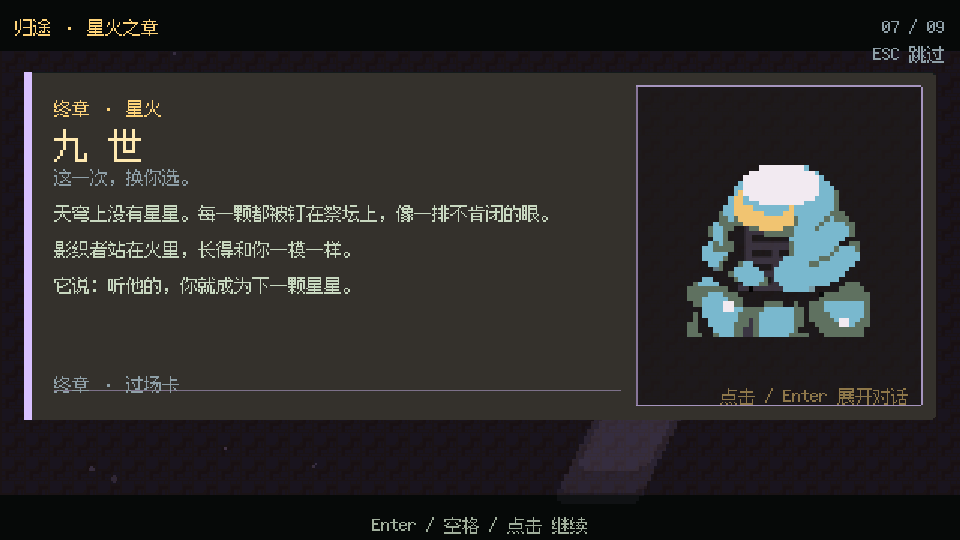 归途 · 星火之章
07 / 09
ESC 跳过
终章 · 星火
九 世
这一次，换你选。
天穹上没有星星。每一颗都被钉在祭坛上，像一排不肯闭的眼。
影织者站在火里，长得和你一模一样。
它说：听他的，你就成为下一颗星星。
终章 · 过场卡
点击 / Enter 展开对话
Enter / 空格 / 点击 继续